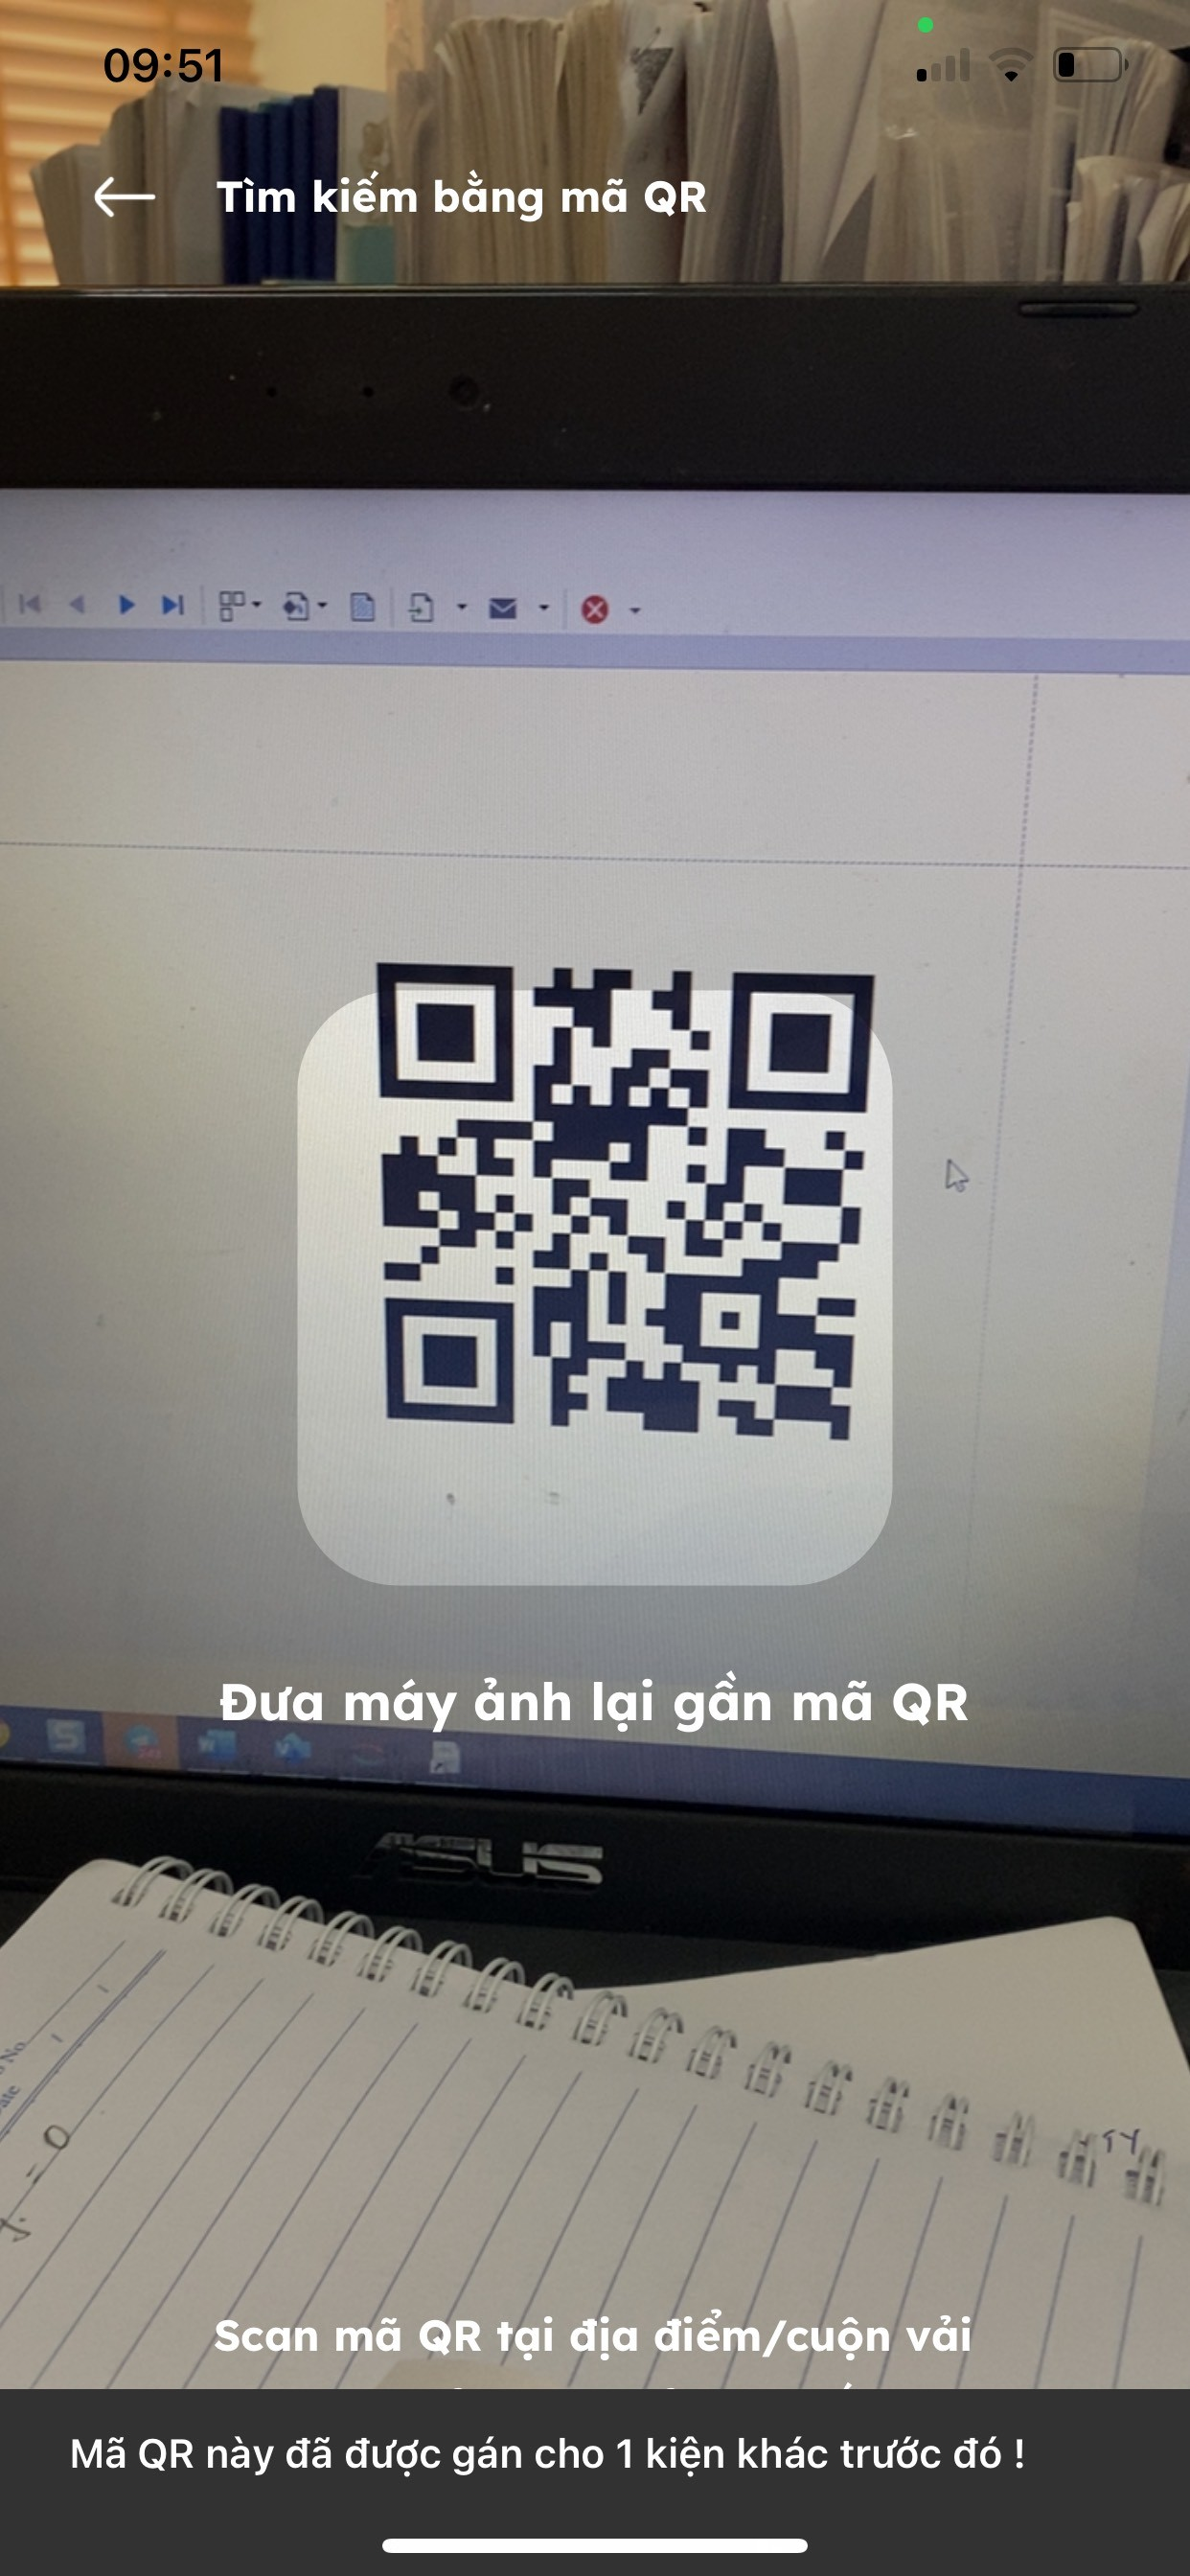 09:51
Tìm kiếm bằng mã QR
Đưa máy ảnh lại gần mã QR
ASUS
Scan mã QR tại địa điểm/cuộn vải
Mã QR này đã được gán cho 1 kiện khác trước đó !